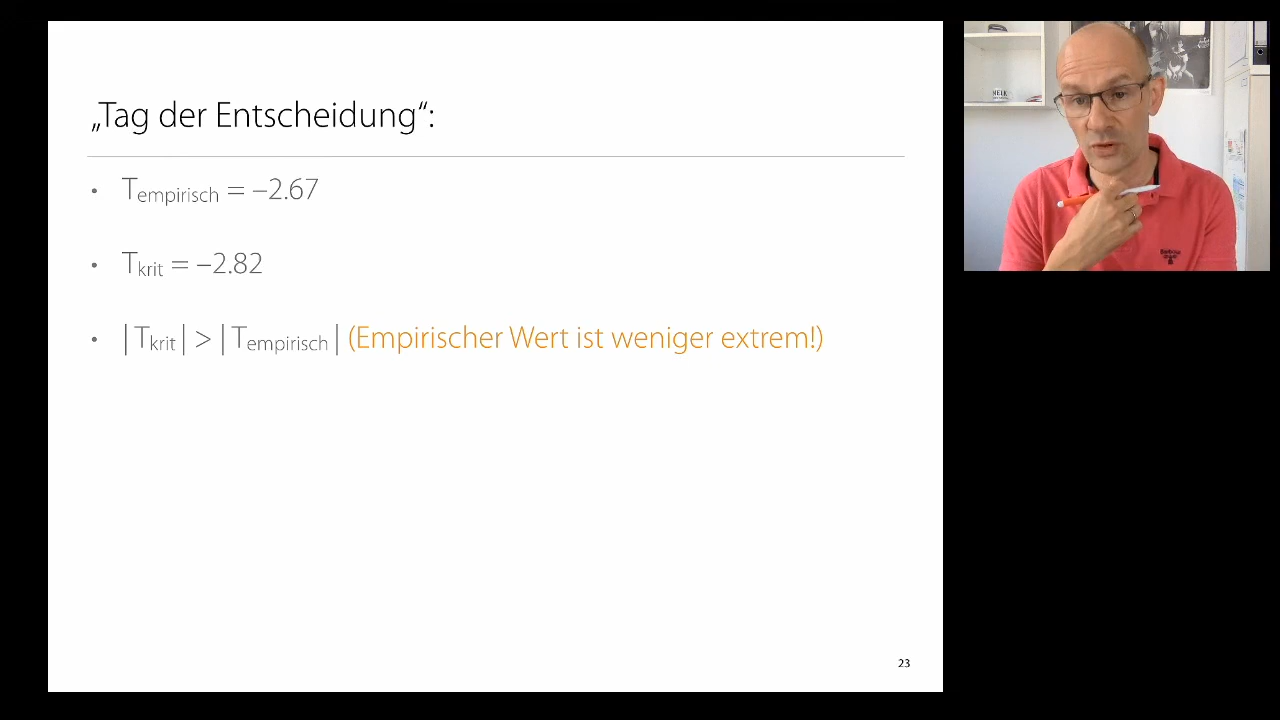 „Tag der Entscheidung“:
• Tempirisch = –2.67
• Tkrit = –2.82
• |Tkrit| > |Tempirisch| (Empirischer Wert ist weniger extrem!)
23